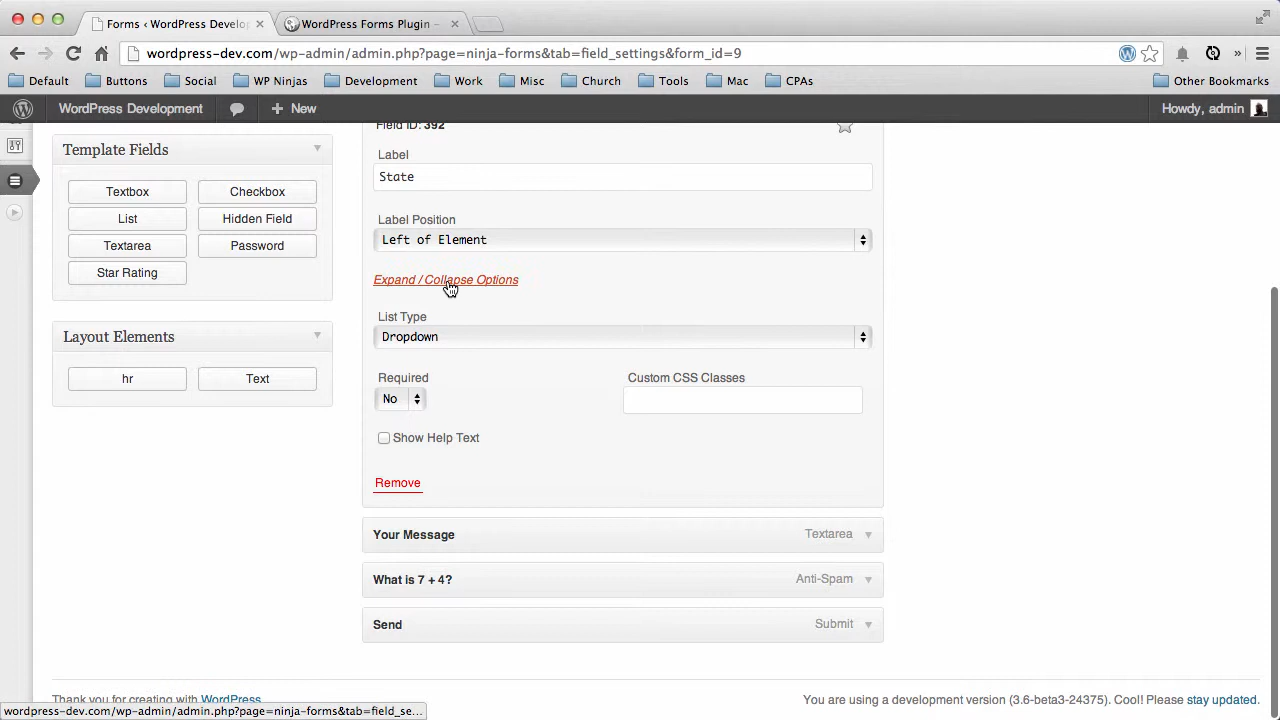 Forms ‹ WordPress Develop
WordPress Forms Plugin –
wordpress-dev.com/wp-admin/admin.php?page=ninja-forms&tab=field_settings&form_id=9
Default
Buttons
Social
WP Ninjas
Development
Work
Misc
Church
Tools
Mac
CPAs
Other Bookmarks
WordPress Development
New
Howdy, admin
Template Fields
Textbox
Checkbox
List
Hidden Field
Textarea
Password
Star Rating
Layout Elements
hr
Text
Field ID: 392
Label
State
Label Position
Left of Element
Expand / Collapse Options
List Type
Dropdown
Required
Custom CSS Classes
No
Show Help Text
Remove
Your Message
Textarea
What is 7 + 4?
Anti-Spam
Send
Submit
Thank you for creating with WordPress.
You are using a development version (3.6-beta3-24375). Cool! Please stay updated.
wordpress-dev.com/wp-admin/admin.php?page=ninja-forms&tab=field_se...